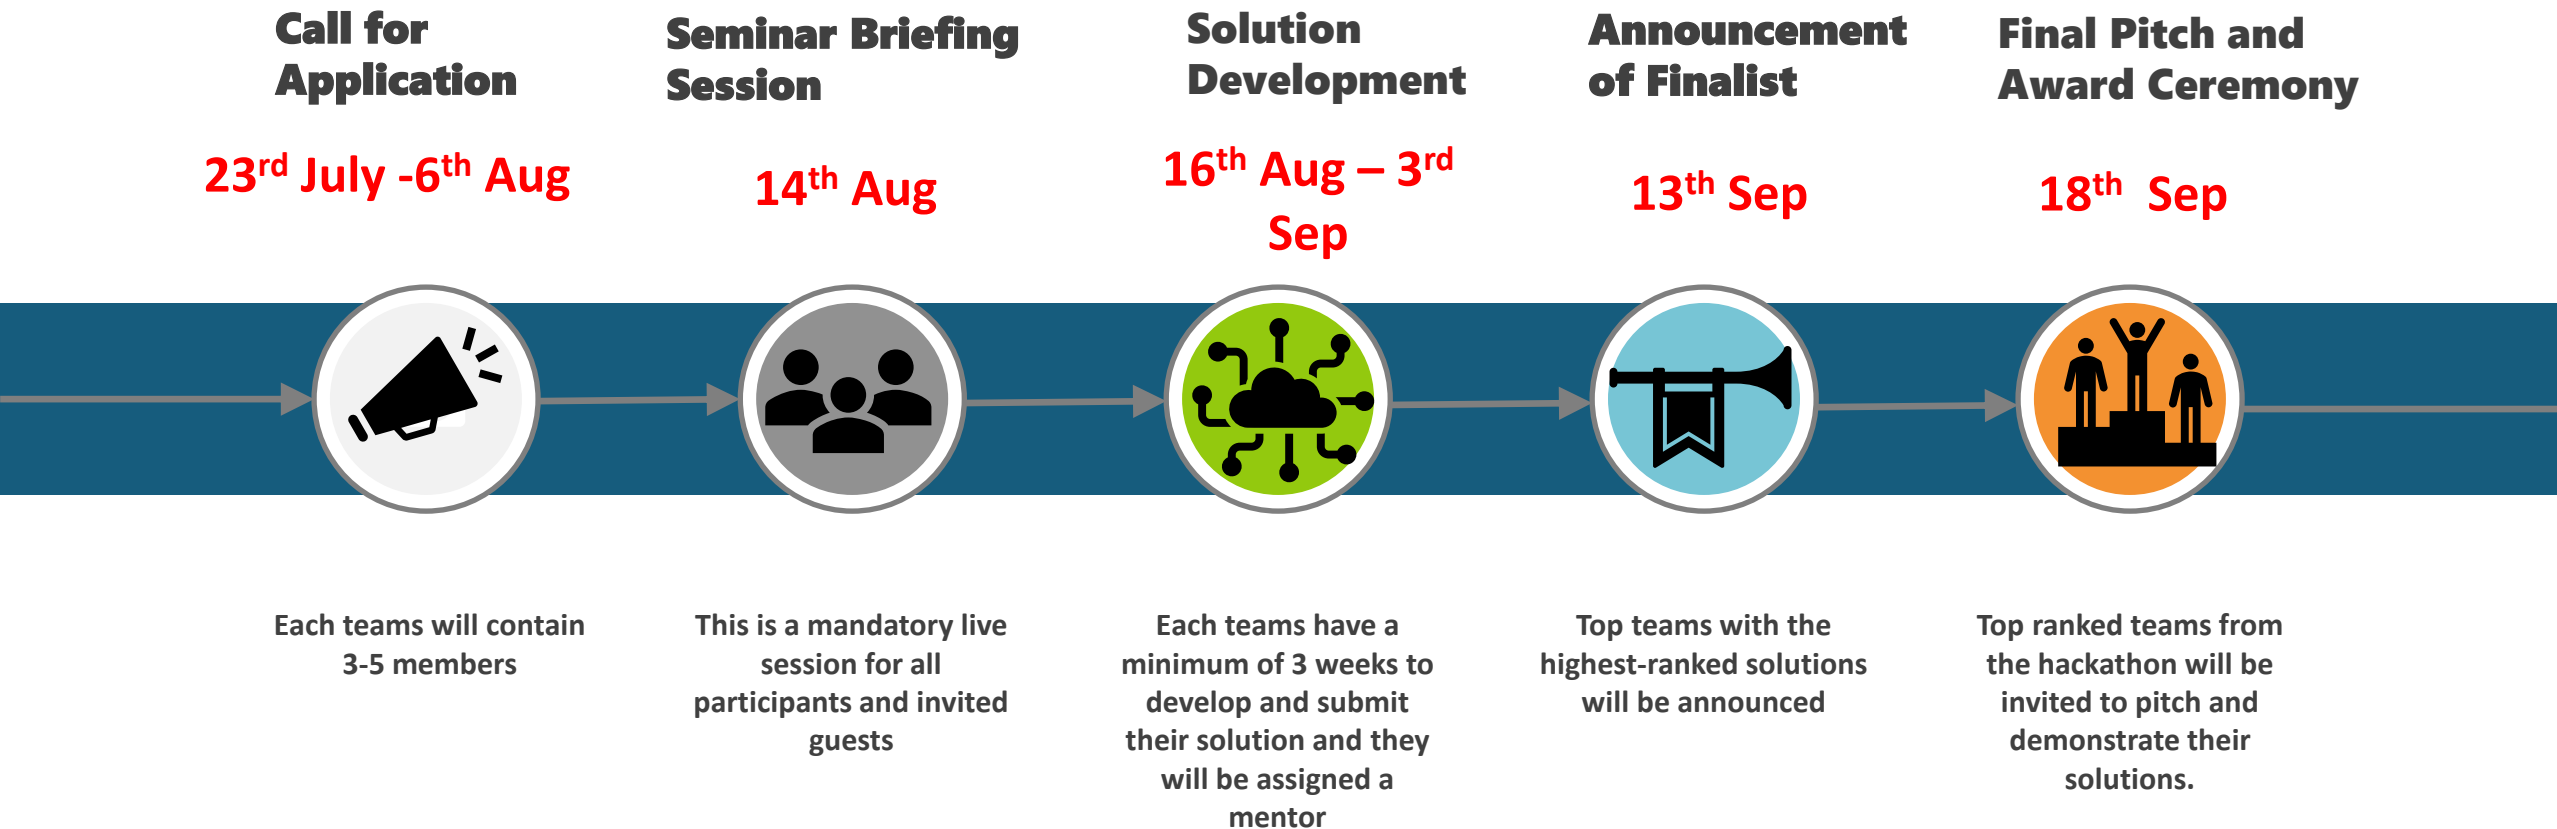 Call for
Application
23rd July -6th Aug
Each teams will contain
3-5 members
Seminar Briefing
Session
14th Aug
This is a mandatory live
session for all
participants and invited
guests
Solution
Development
16th Aug – 3rd
Sep
Each teams have a
minimum of 3 weeks to
develop and submit
their solution and they
will be assigned a
mentor
Announcement
of Finalist
13th Sep
Top teams with the
highest-ranked solutions
will be announced
Final Pitch and
Award Ceremony
18th Sep
Top ranked teams from
the hackathon will be
invited to pitch and
demonstrate their
solutions.